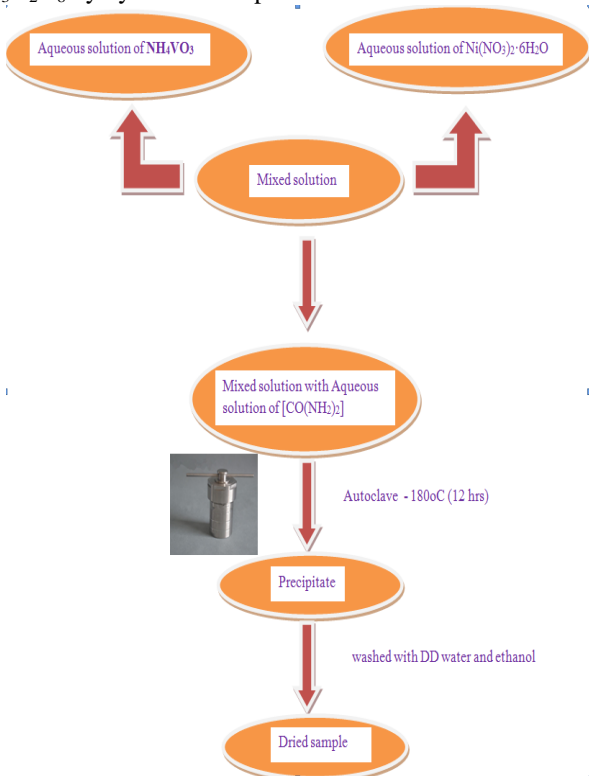 Aqueous solution of NH₄VO₃
Aqueous solution of Ni(NO₃)₂·6H₂O
Mixed solution
Mixed solution with Aqueous
solution of [CO(NH₂)₂]
Autoclave - 180oC (12 hrs)
Precipitate
washed with DD water and ethanol
Dried sample